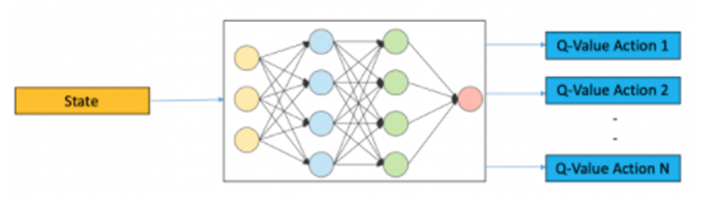 State
Q-Value Action 1
Q-Value Action 2
-
-
Q-Value Action N